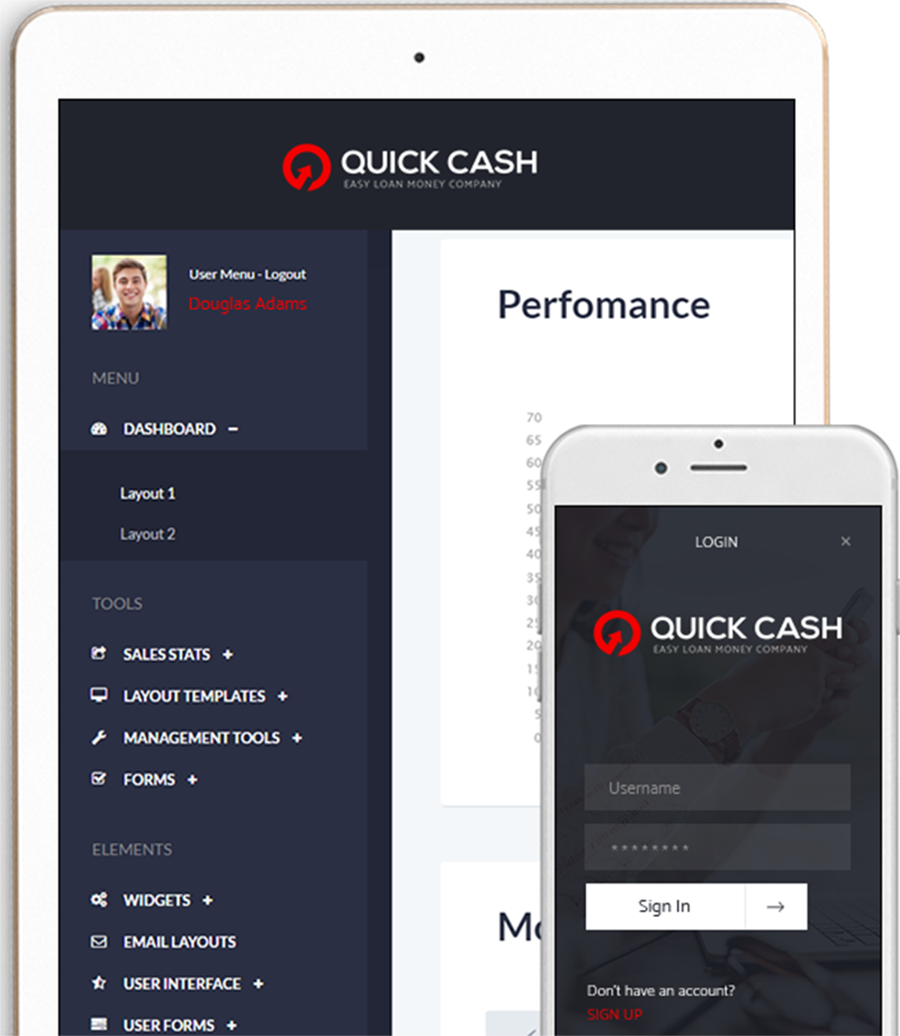 QUICK CASH
EASY LOAN MONEY COMPANY
User Menu - Logout
Douglas Adams
MENU
DASHBOARD −
Layout 1
Layout 2
TOOLS
SALES STATS +
LAYOUT TEMPLATES +
MANAGEMENT TOOLS +
FORMS +
ELEMENTS
WIDGETS +
EMAIL LAYOUTS
USER INTERFACE +
USER FORMS +
Perfomance
70
65
60
55
50
45
40
35
30
25
20
15
10
5
0
LOGIN ×
QUICK CASH
EASY LOAN MONEY COMPANY
Username
********
Sign In →
Don't have an account?
SIGN UP